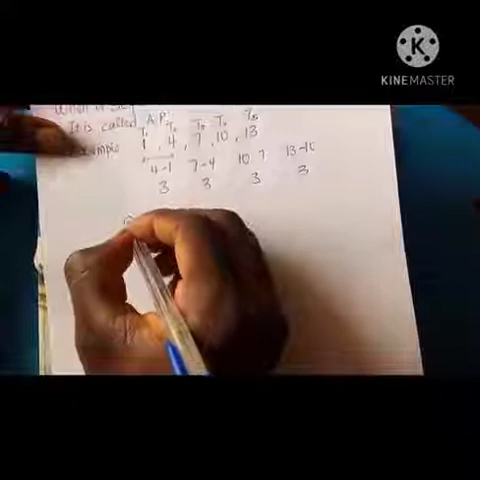 K
KINEMASTER
It is called A.P.
T₁ T₂ T₃ T₄ T₅
1, 4, 7, 10, 13
4-1 7-4 10-7 13-10
3 3 3 3